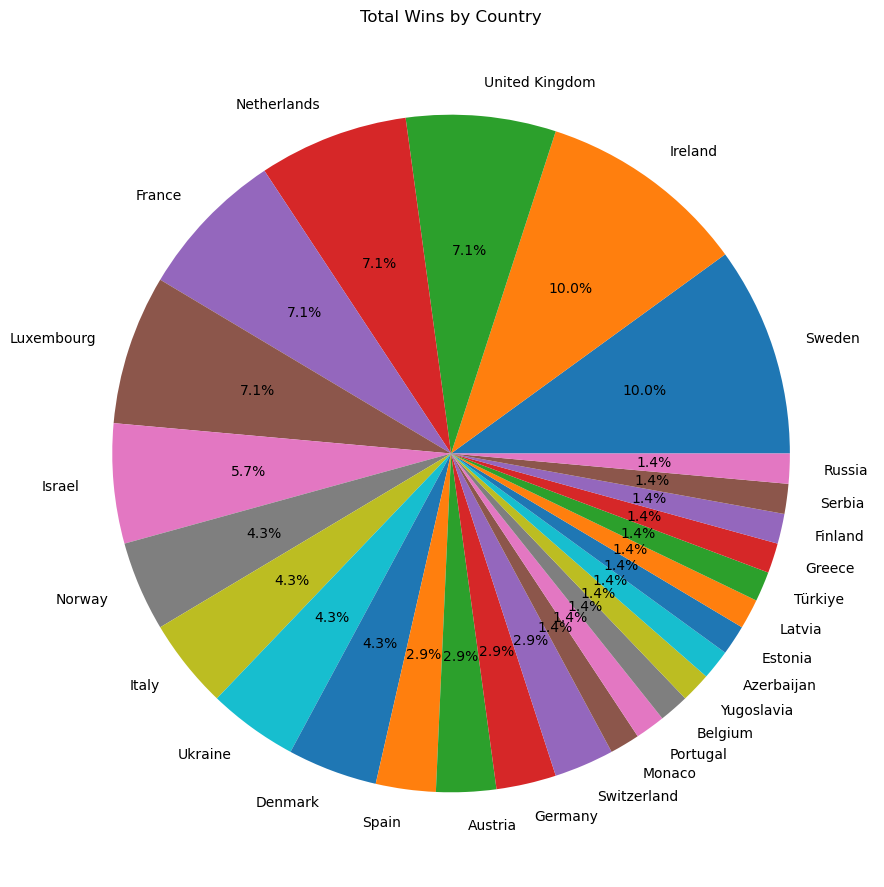 Total Wins by Country
Sweden
10.0%
Ireland
10.0%
United Kingdom
7.1%
Netherlands
7.1%
France
7.1%
Luxembourg
7.1%
Israel
5.7%
Norway
4.3%
Italy
4.3%
Ukraine
4.3%
Denmark
4.3%
Spain
2.9%
Austria
2.9%
Germany
2.9%
Switzerland
2.9%
Monaco
1.4%
Portugal
1.4%
Belgium
1.4%
Yugoslavia
1.4%
Azerbaijan
1.4%
Estonia
1.4%
Latvia
1.4%
Türkiye
1.4%
Greece
1.4%
Finland
1.4%
Serbia
1.4%
Russia
1.4%